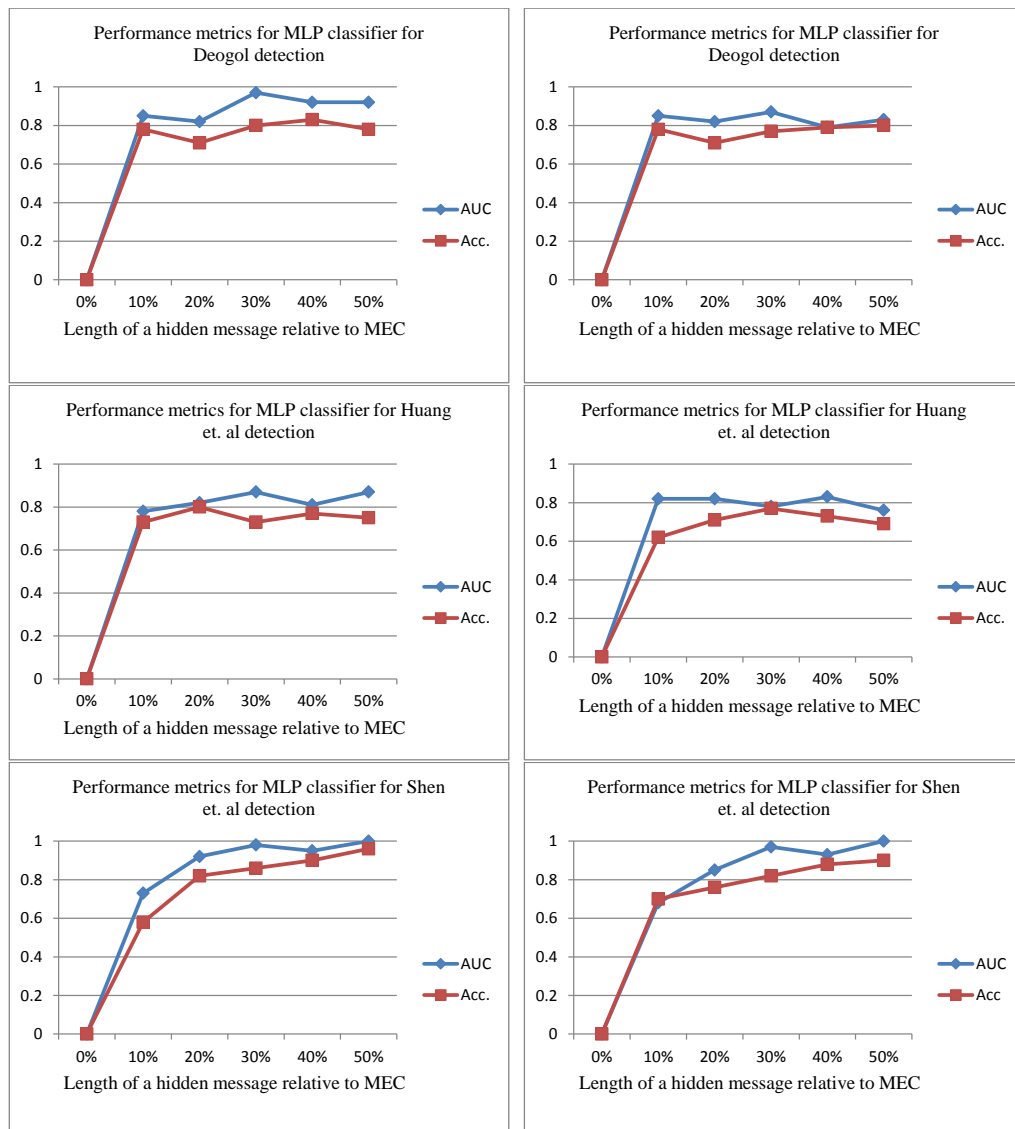 Performance metrics for MLP classifier for
Deogol detection
1
0.8
0.6
0.4
0.2
0
0% 10% 20% 30% 40% 50%
Length of a hidden message relative to MEC
AUC
Acc.
Performance metrics for MLP classifier for
Deogol detection
1
0.8
0.6
0.4
0.2
0
0% 10% 20% 30% 40% 50%
Length of a hidden message relative to MEC
AUC
Acc.
Performance metrics for MLP classifier for Huang
et. al detection
1
0.8
0.6
0.4
0.2
0
0% 10% 20% 30% 40% 50%
Length of a hidden message relative to MEC
AUC
Acc.
Performance metrics for MLP classifier for Huang
et. al detection
1
0.8
0.6
0.4
0.2
0
0% 10% 20% 30% 40% 50%
Length of a hidden message relative to MEC
AUC
Acc.
Performance metrics for MLP classifier for Shen
et. al detection
1
0.8
0.6
0.4
0.2
0
0% 10% 20% 30% 40% 50%
Length of a hidden message relative to MEC
AUC
Acc.
Performance metrics for MLP classifier for Shen
et. al detection
1
0.8
0.6
0.4
0.2
0
0% 10% 20% 30% 40% 50%
Length of a hidden message relative to MEC
AUC
Acc